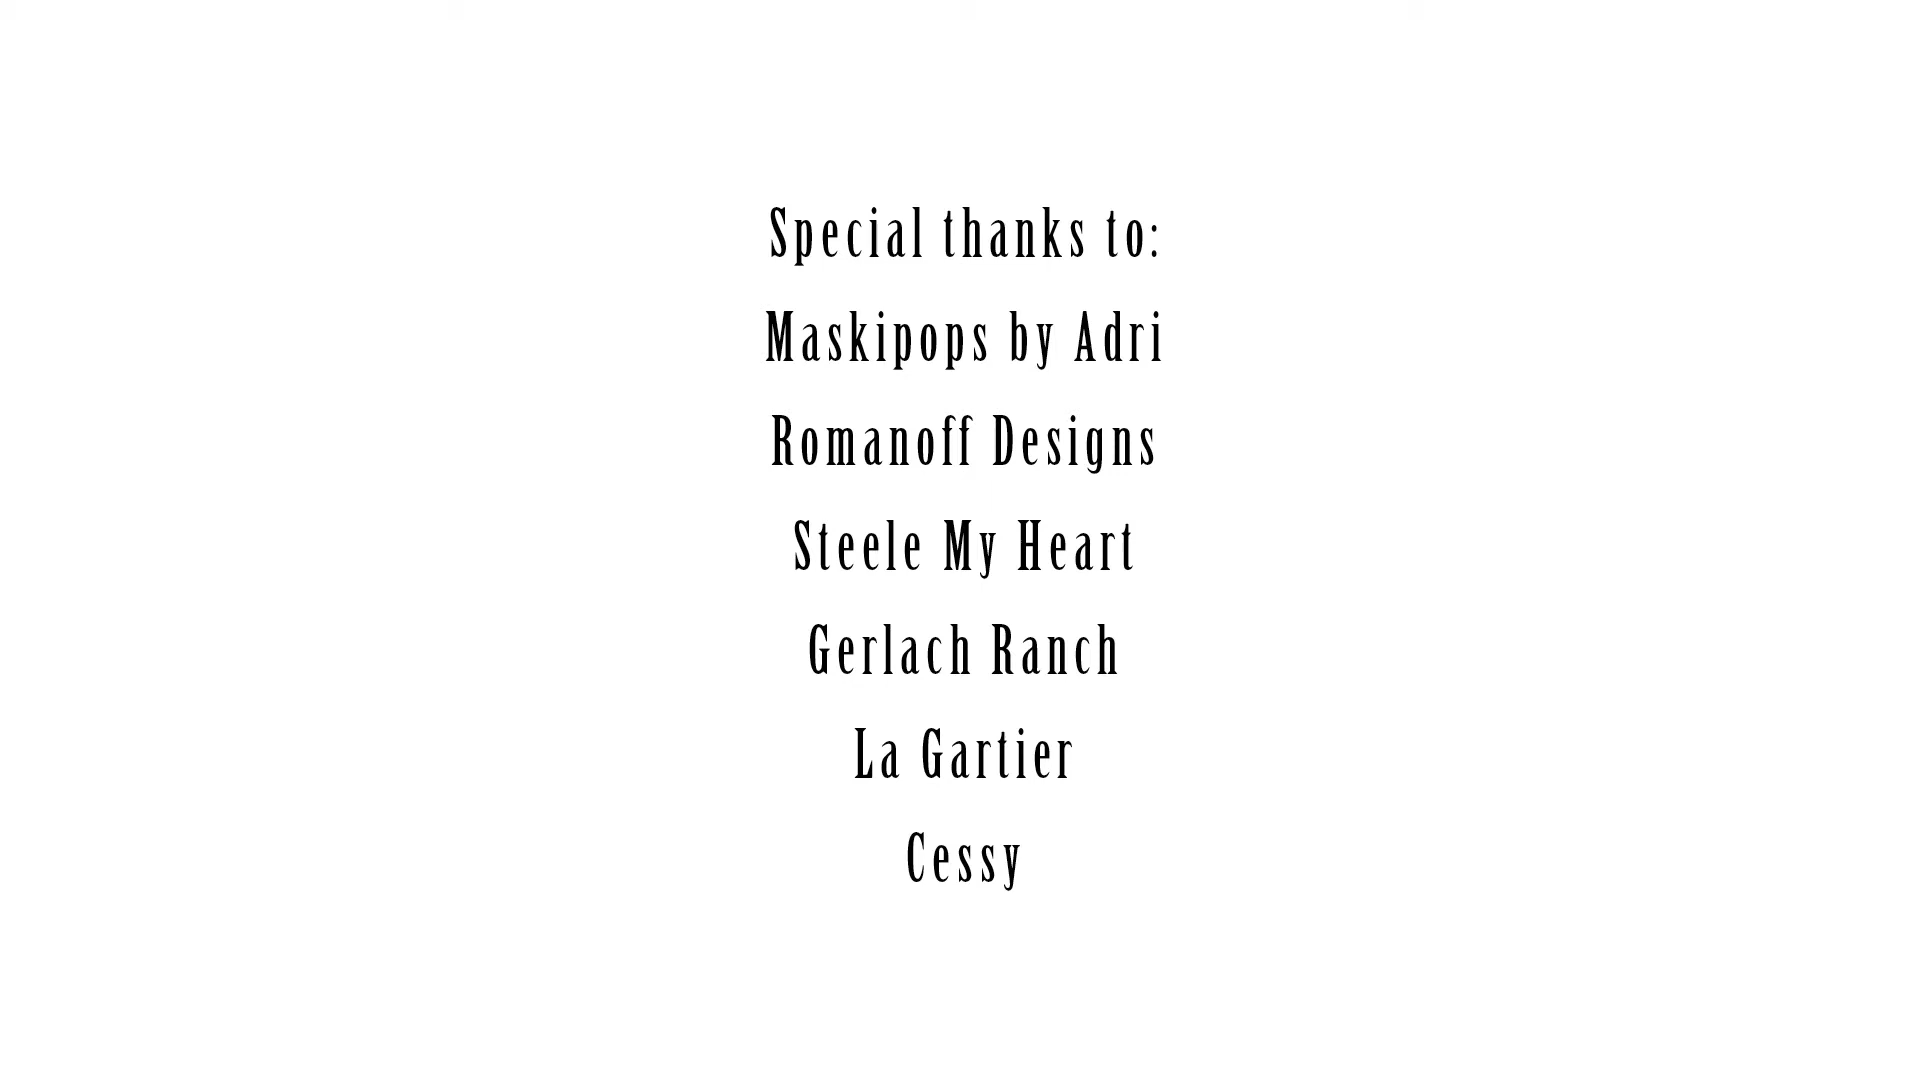 Special thanks to:
Maskipops by Adri
Romanoff Designs
Steele My Heart
Gerlach Ranch
La Gartier
Cessy